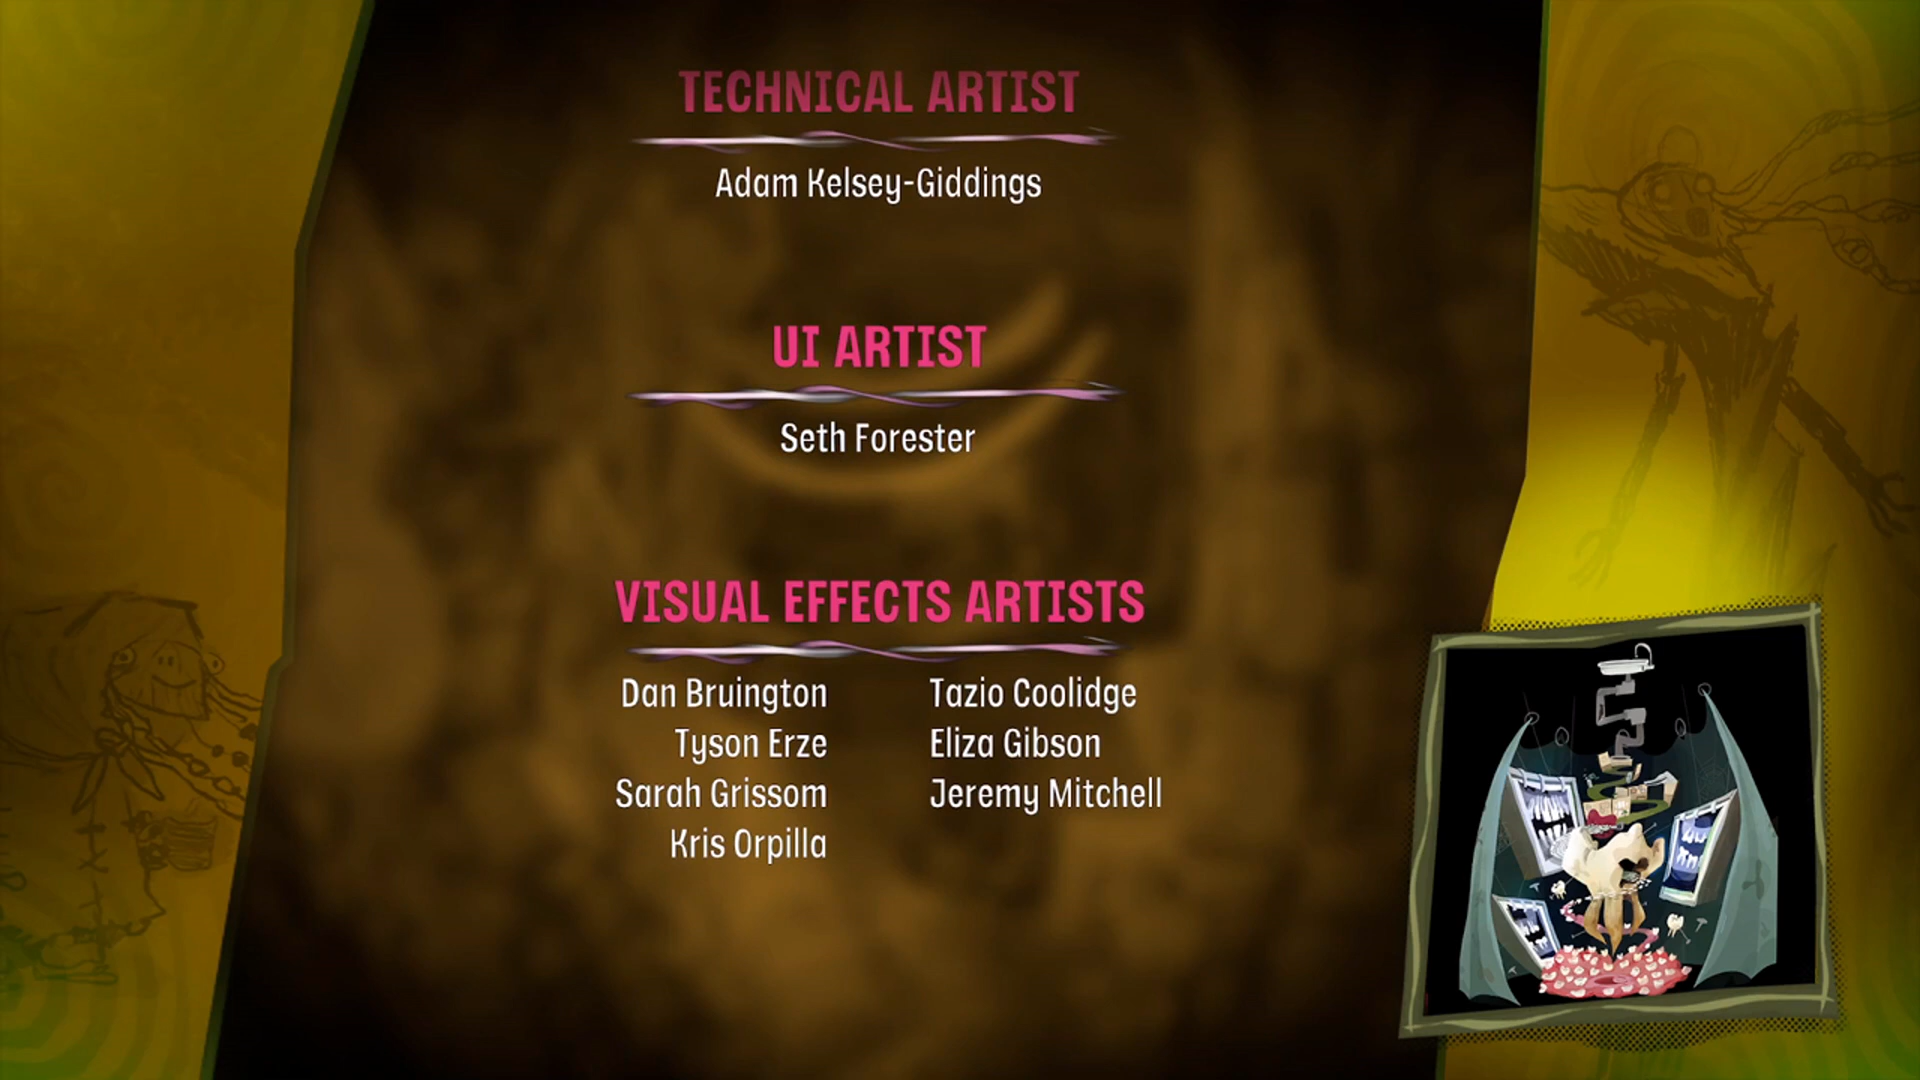 TECHNICAL ARTIST
Adam Kelsey-Giddings
UI ARTIST
Seth Forester
VISUAL EFFECTS ARTISTS
Dan Bruington
Tyson Erze
Sarah Grissom
Kris Orpilla
Tazio Coolidge
Eliza Gibson
Jeremy Mitchell